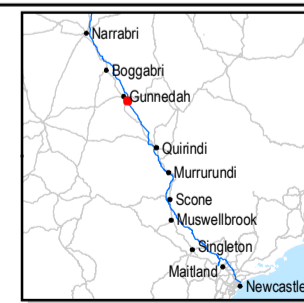 Narrabri
Boggabri
Gunnedah
Quirindi
Murrurundi
Scone
Muswellbrook
Singleton
Maitland
Newcastle